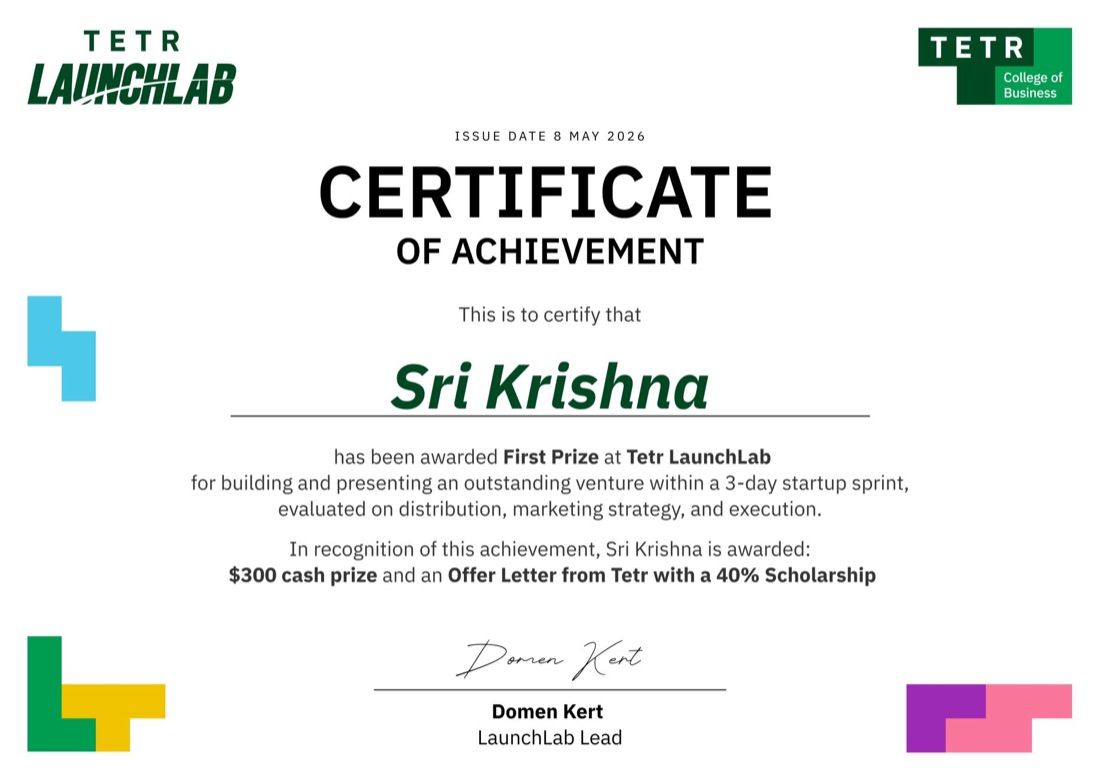 TETR
LAUNCHLAB
TETR
College of
Business
ISSUE DATE 8 MAY 2026
CERTIFICATE
OF ACHIEVEMENT
This is to certify that
Sri Krishna
has been awarded First Prize at Tetr LaunchLab
for building and presenting an outstanding venture within a 3-day startup sprint,
evaluated on distribution, marketing strategy, and execution.
In recognition of this achievement, Sri Krishna is awarded:
$300 cash prize and an Offer Letter from Tetr with a 40% Scholarship
Domen Kert
Domen Kert
LaunchLab Lead